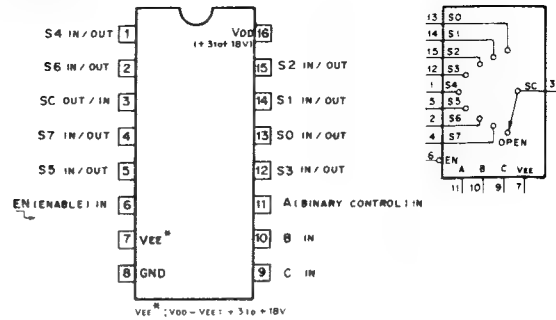 S4 IN/OUT 1
VDD 16
(+3 to +18V)
S6 IN/OUT 2
15 S2 IN/OUT
SC OUT/IN 3
14 S1 IN/OUT
S7 IN/OUT 4
13 S0 IN/OUT
S5 IN/OUT 5
12 S3 IN/OUT
EN (ENABLE) IN 6
11 A (BINARY CONTROL) IN
7 VEE*
10 B IN
8 GND
9 C IN
VEE* ; VDD - VEE : + 3 to + 18V
13 S0
14 S1
15 S2
12 S3
1 S4
SC 3
5 S5
2 S6
4 S7
OPEN
6 EN
A B C VEE
11 10 9 7